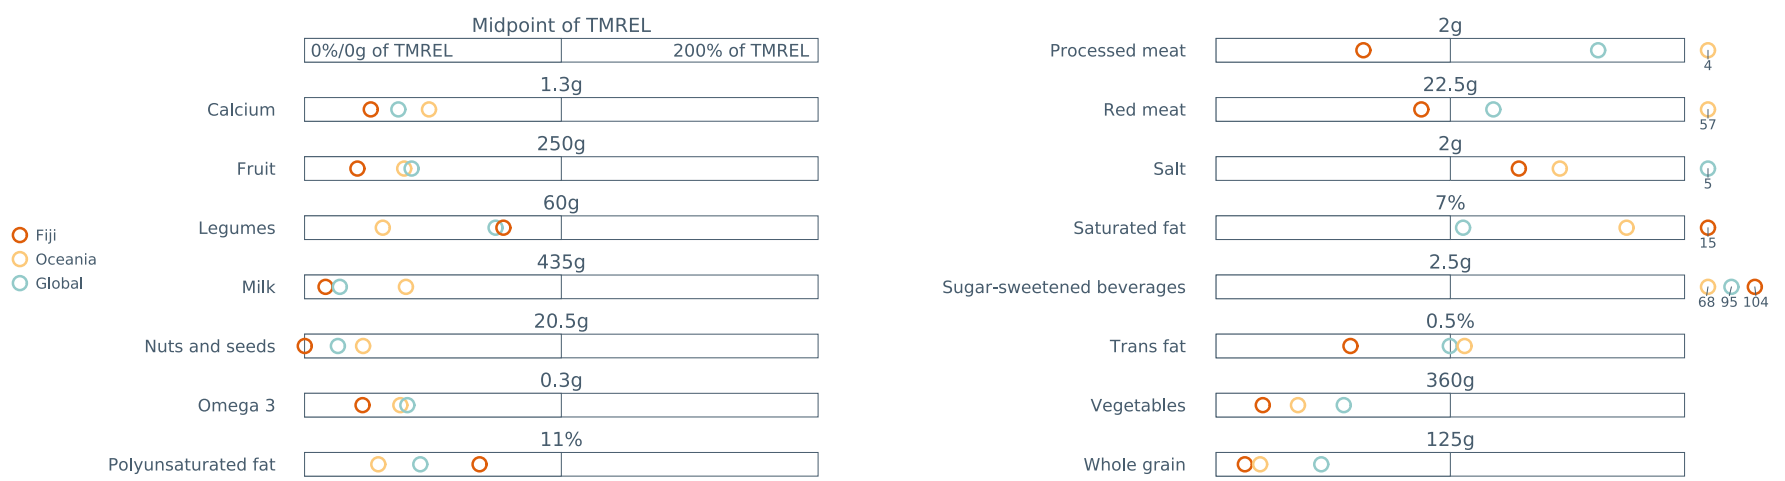 Midpoint of TMREL
0%/0g of TMREL 200% of TMREL
1.3g
Calcium
250g
Fruit
60g
Legumes
435g
Milk
20.5g
Nuts and seeds
0.3g
Omega 3
11%
Polyunsaturated fat
Fiji
Oceania
Global
2g
Processed meat
4
22.5g
Red meat
57
2g
Salt
5
7%
Saturated fat
15
2.5g
Sugar-sweetened beverages
68 95 104
0.5%
Trans fat
360g
Vegetables
125g
Whole grain